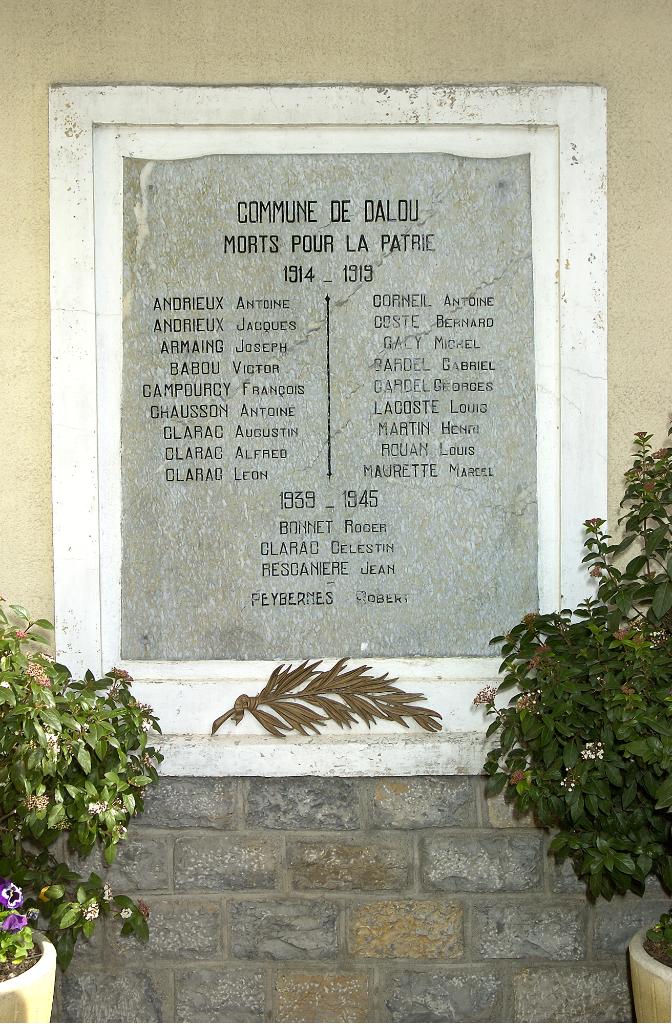 COMMUNE DE DALOU
MORTS POUR LA PATRIE
1914 _ 1919
ANDRIEUX ANTOINE
ANDRIEUX JACQUES
ARMAING JOSEPH
BABOU VICTOR
CAMPOURCY FRANÇOIS
CHAUSSON ANTOINE
CLARAC AUGUSTIN
CLARAC ALFRED
CLARAC LEON
CORNEIL ANTOINE
COSTE BERNARD
MICHEL
GARDEL GABRIEL
GARDEL GEORGES
LACOSTE LOUIS
MARTIN HENRI
ROUAN LOUIS
MAURETTE MARCEL
1939 _ 1945
BONNET ROGER
CLARAC CELESTIN
RESCANIERE JEAN
PEYBERNES ROBERT